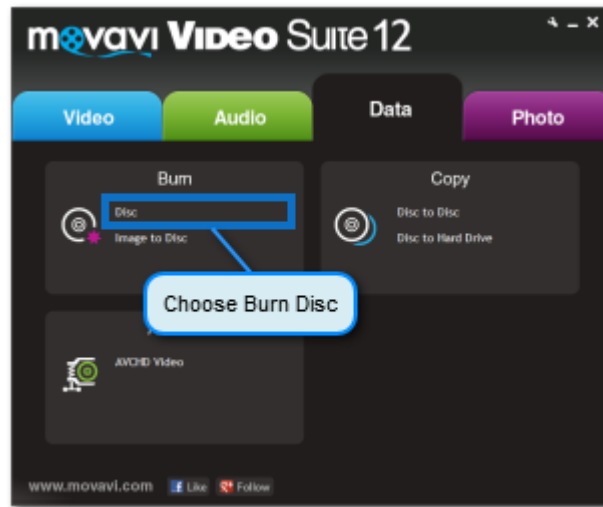 movavi VIDEO SUITE 12
Video
Audio
Data
Photo
Burn
Disc
Image to Disc
Copy
Disc to Disc
Disc to Hard Drive
Choose Burn Disc
AVCHD Video
www.movavi.com
Like
Follow